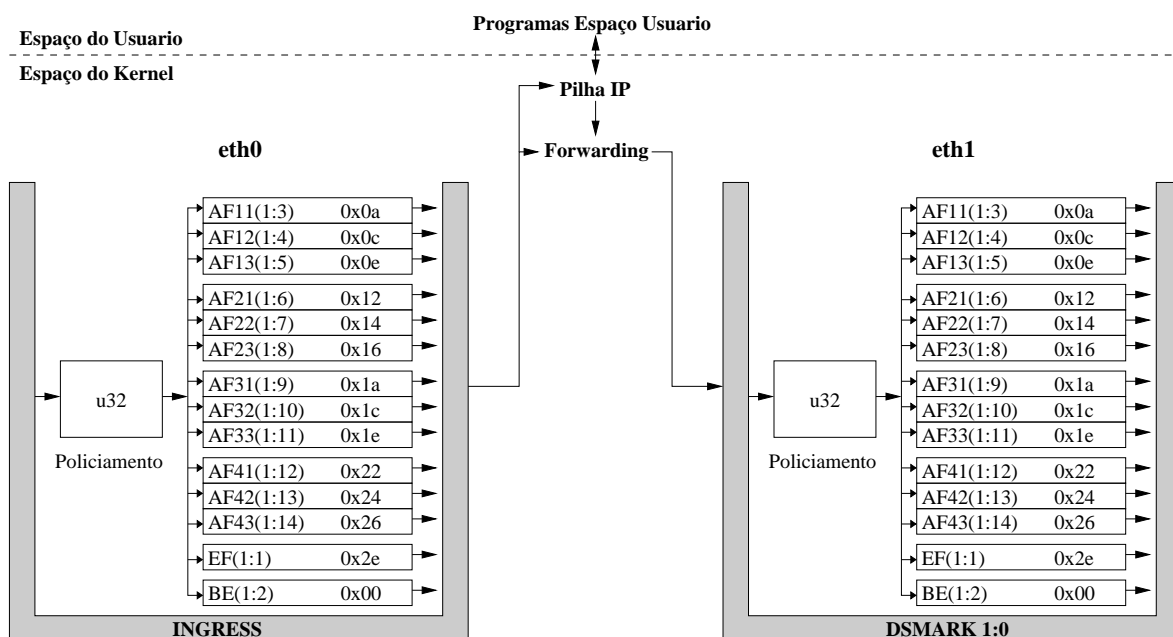 Programas Espaço Usuario
Espaço do Usuario
Espaço do Kernel
Pilha IP
Forwarding
eth0
AF11(1:3) 0x0a
AF12(1:4) 0x0c
AF13(1:5) 0x0e
AF21(1:6) 0x12
AF22(1:7) 0x14
AF23(1:8) 0x16
AF31(1:9) 0x1a
AF32(1:10) 0x1c
AF33(1:11) 0x1e
AF41(1:12) 0x22
AF42(1:13) 0x24
AF43(1:14) 0x26
EF(1:1) 0x2e
BE(1:2) 0x00
u32
Policiamento
INGRESS
eth1
AF11(1:3) 0x0a
AF12(1:4) 0x0c
AF13(1:5) 0x0e
AF21(1:6) 0x12
AF22(1:7) 0x14
AF23(1:8) 0x16
AF31(1:9) 0x1a
AF32(1:10) 0x1c
AF33(1:11) 0x1e
AF41(1:12) 0x22
AF42(1:13) 0x24
AF43(1:14) 0x26
EF(1:1) 0x2e
BE(1:2) 0x00
u32
Policiamento
DSMARK 1:0